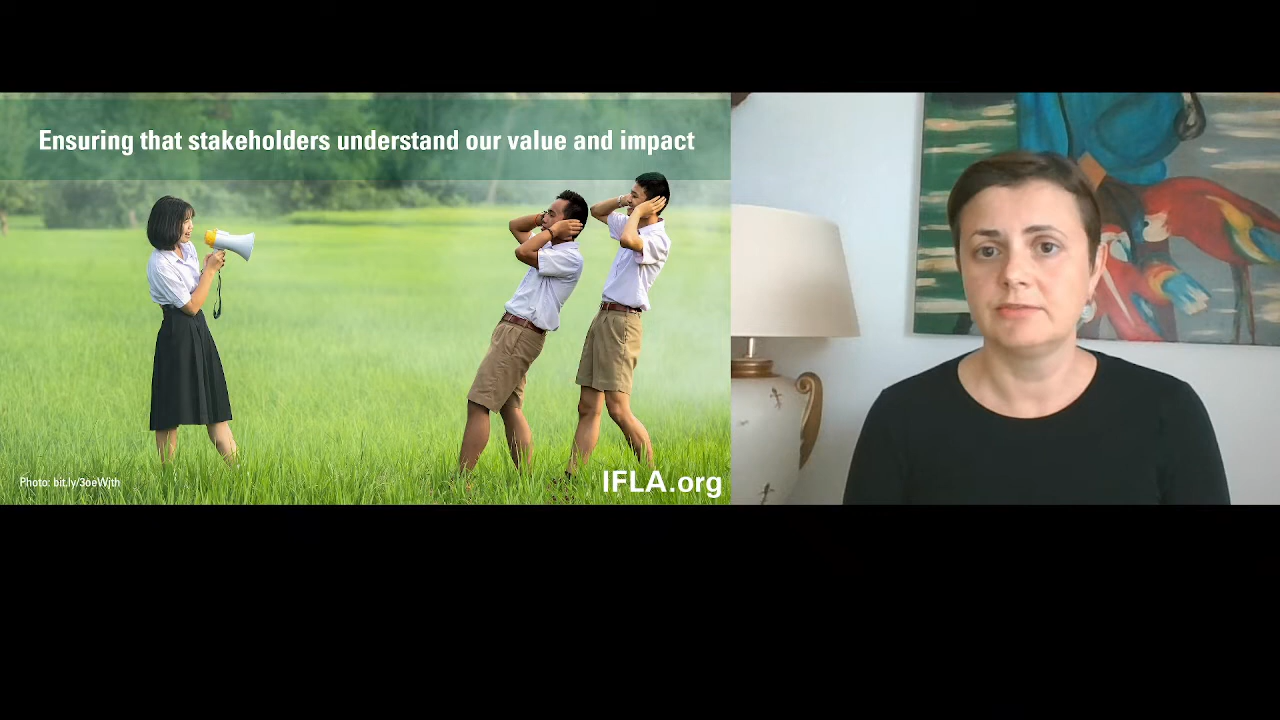 Ensuring that stakeholders understand our value and impact
Photo: bit.ly/3oeWjth
IFLA.org